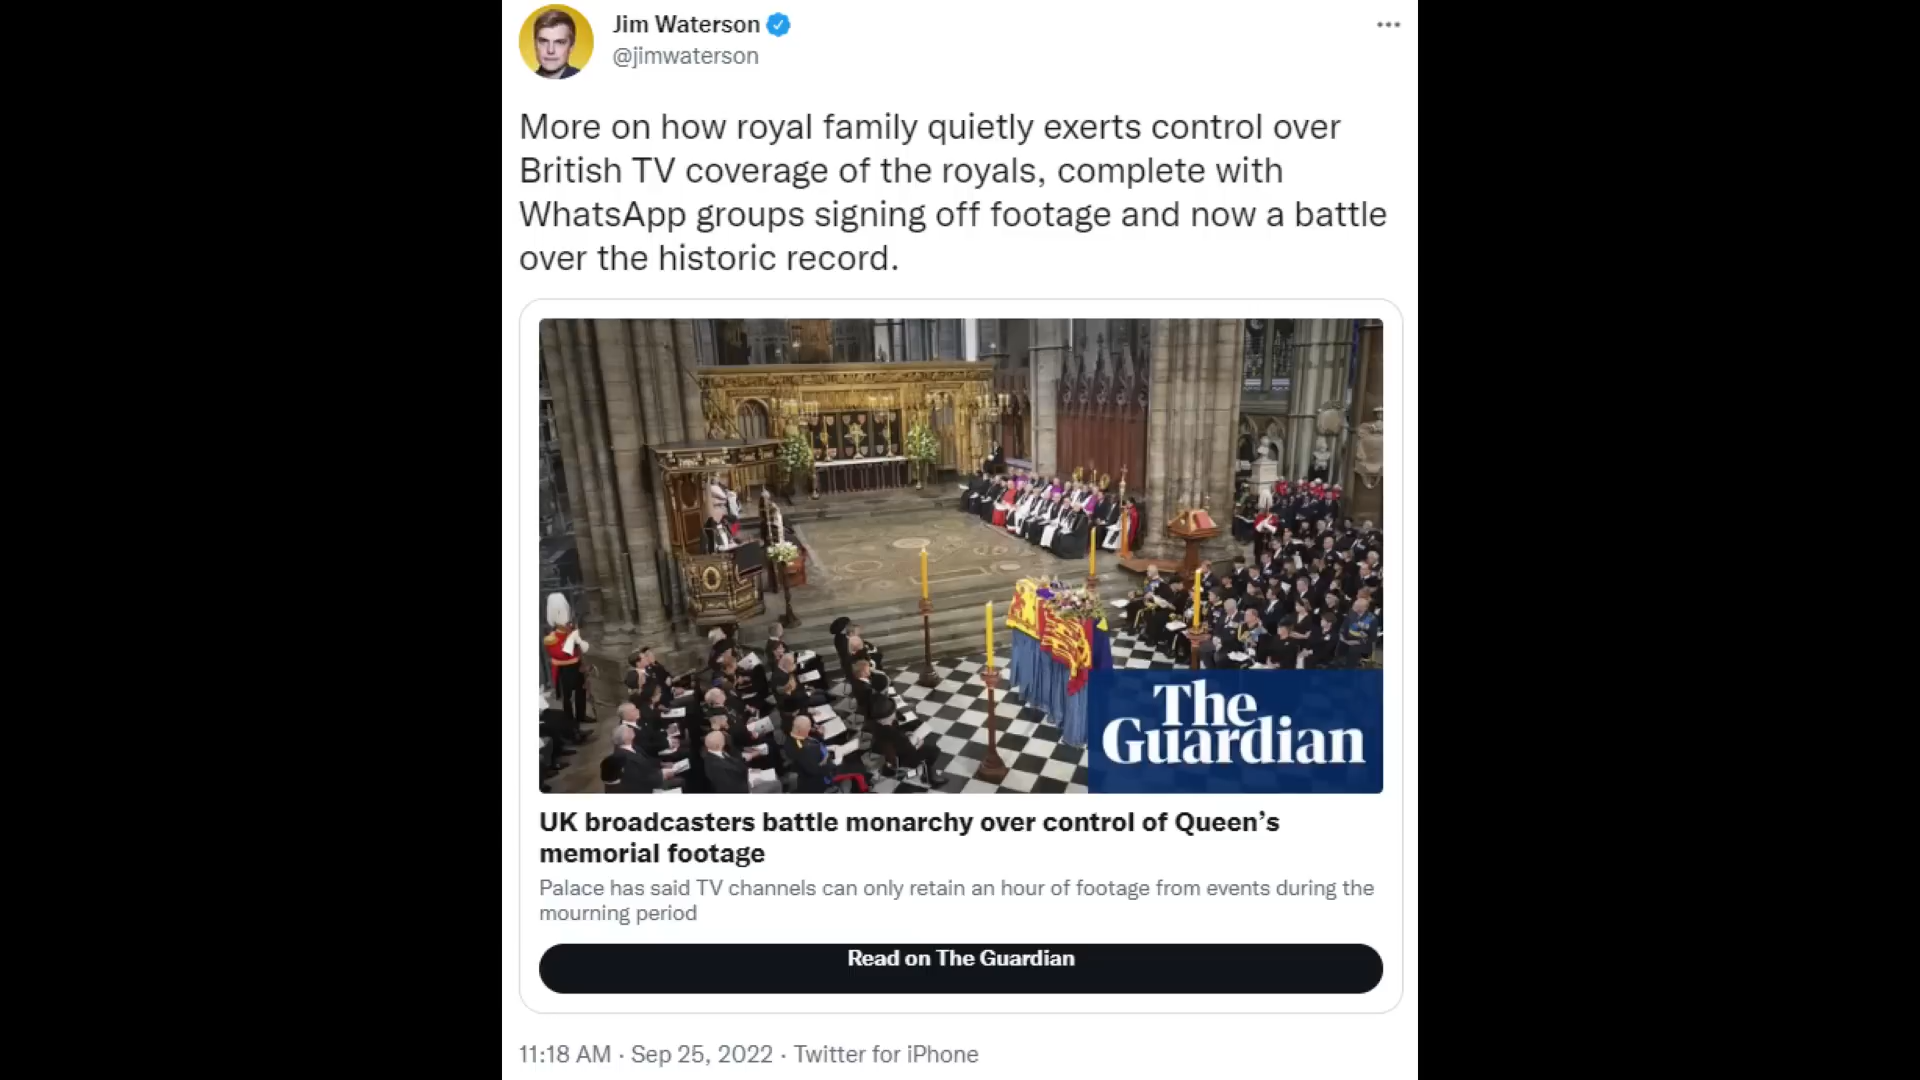 Jim Waterson
@jimwaterson
More on how royal family quietly exerts control over
British TV coverage of the royals, complete with
WhatsApp groups signing off footage and now a battle
over the historic record.
The
Guardian
UK broadcasters battle monarchy over control of Queen’s
memorial footage
Palace has said TV channels can only retain an hour of footage from events during the
mourning period
Read on The Guardian
11:18 AM · Sep 25, 2022 · Twitter for iPhone